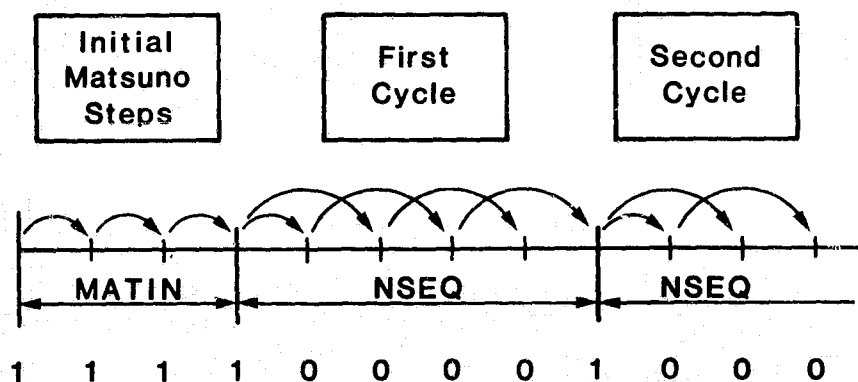 Initial
Matsuno
Steps
First
Cycle
Second
Cycle
MATIN NSEQ NSEQ
1 1 1 1 0 0 0 0 1 0 0 0